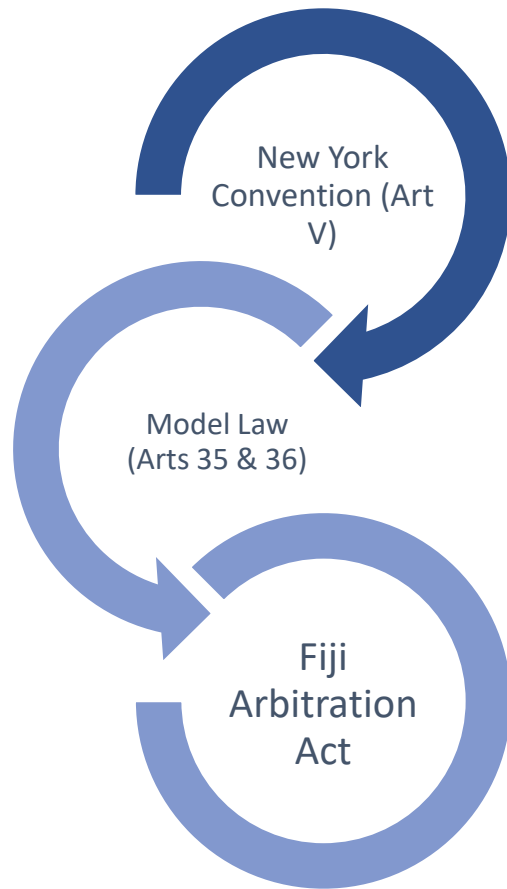 New York
Convention (Art
V)
Model Law
(Arts 35 & 36)
Fiji
Arbitration
Act